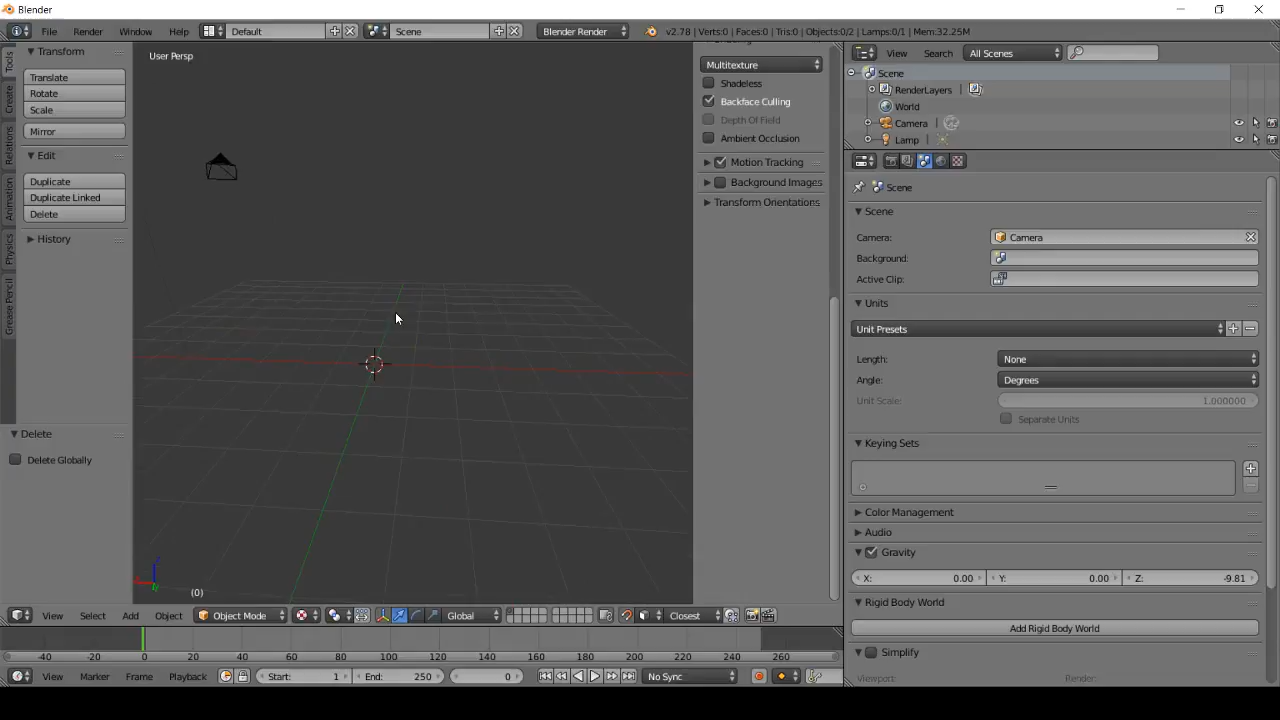 Blender
File Render Window Help Default Scene Blender Render v2.78 | Verts:0 | Faces:0 | Tris:0 | Objects:0/2 | Lamps:0/1 | Mem:32.25M
Tools
Create
Relations
Animation
Physics
Grease Pencil
Transform
Translate
Rotate
Scale
Mirror
Edit
Duplicate
Duplicate Linked
Delete
History
Delete
Delete Globally
User Persp
(0)
Multitexture
Shadeless
Backface Culling
Depth Of Field
Ambient Occlusion
Motion Tracking
Background Images
Transform Orientations
View Search All Scenes
Scene
RenderLayers
World
Camera
Lamp
Scene
Scene
Camera: Camera
Background:
Active Clip:
Units
Unit Presets
Length: None
Angle: Degrees
Unit Scale: 1.000000
Separate Units
Keying Sets
Color Management
Audio
Gravity
X: 0.00 Y: 0.00 Z: -9.81
Rigid Body World
Add Rigid Body World
Simplify
Viewport: Render:
View Select Add Object Object Mode Global Closest
-40 -20 0 20 40 60 80 100 120 140 160 180 200 220 240 260
View Marker Frame Playback Start: 1 End: 250 0 No Sync